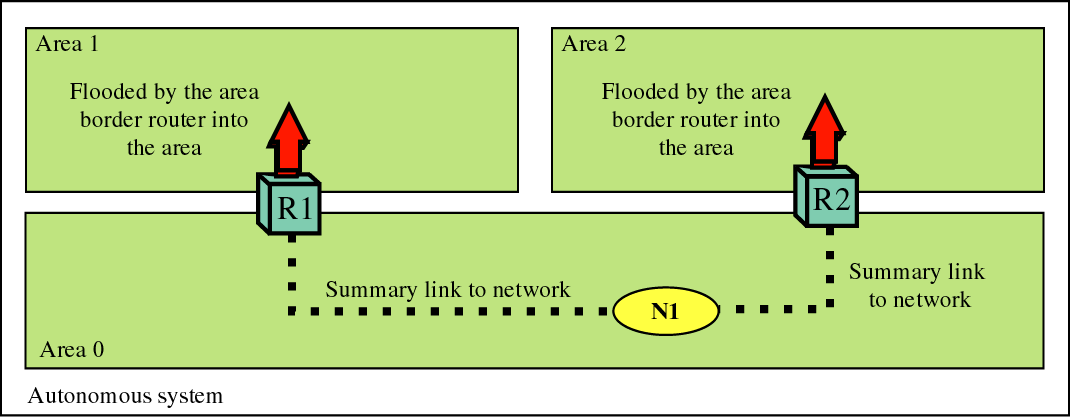 Area 1
Flooded by the area
border router into
the area
R1
Area 2
Flooded by the area
border router into
the area
R2
Summary link to network
N1
Summary link
to network
Area 0
Autonomous system